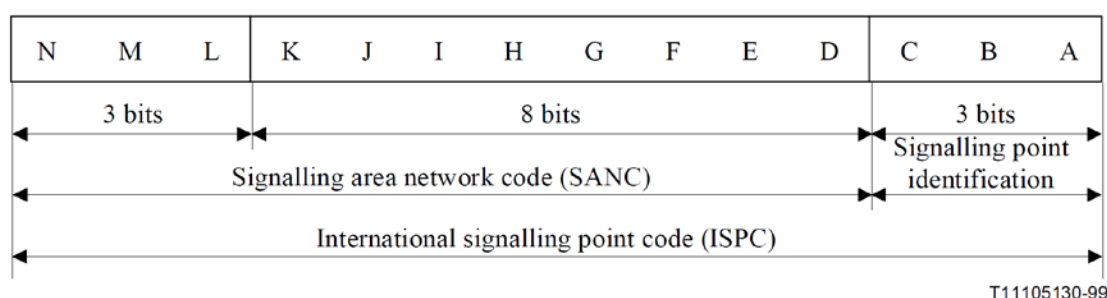 N M L K J I H G F E D C B A
3 bits 8 bits 3 bits
Signalling area network code (SANC)
Signalling point
identification
International signalling point code (ISPC)
T11105130-99